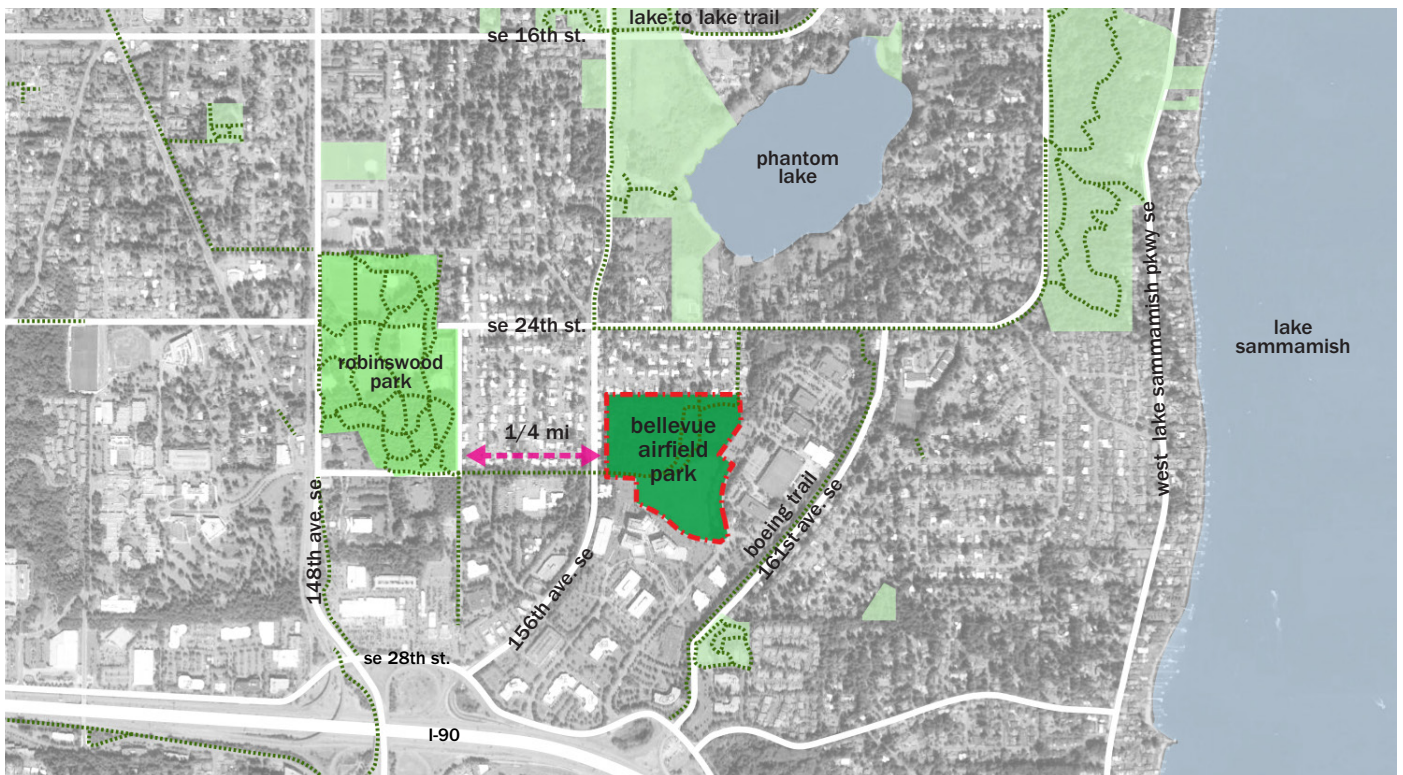 lake to lake trail
se 16th st.
phantom
lake
west lake sammamish pkwy se
se 24th st.
lake
sammamish
robinswood
park
1/4 mi
bellevue
airfield
park
boeing trail
161st ave. se
148th ave. se
156th ave. se
se 28th st.
I-90